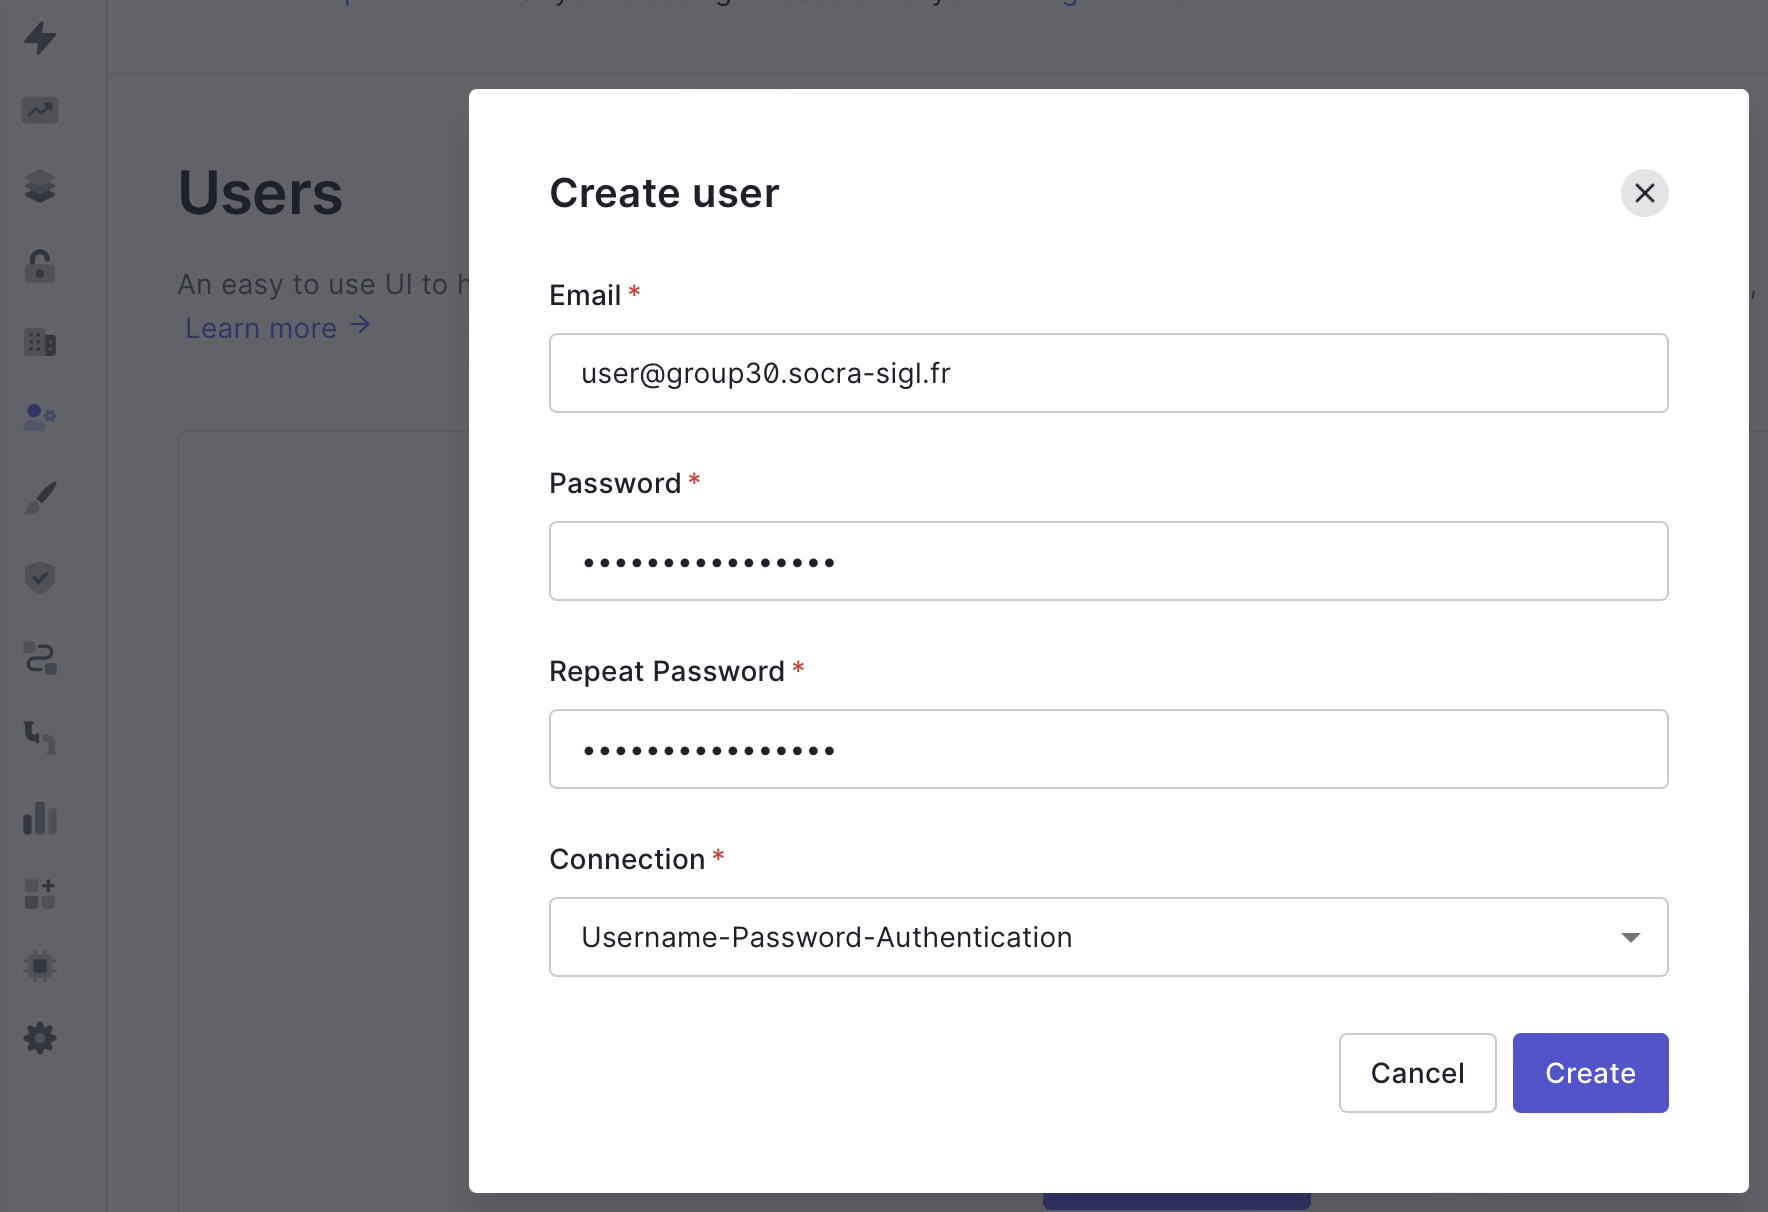 Users
An easy to use UI to
Learn more →
Create user
Email *
user@group30.socra-sigl.fr
Password *
••••••••••••••••
Repeat Password *
••••••••••••••••
Connection *
Username-Password-Authentication
Cancel
Create